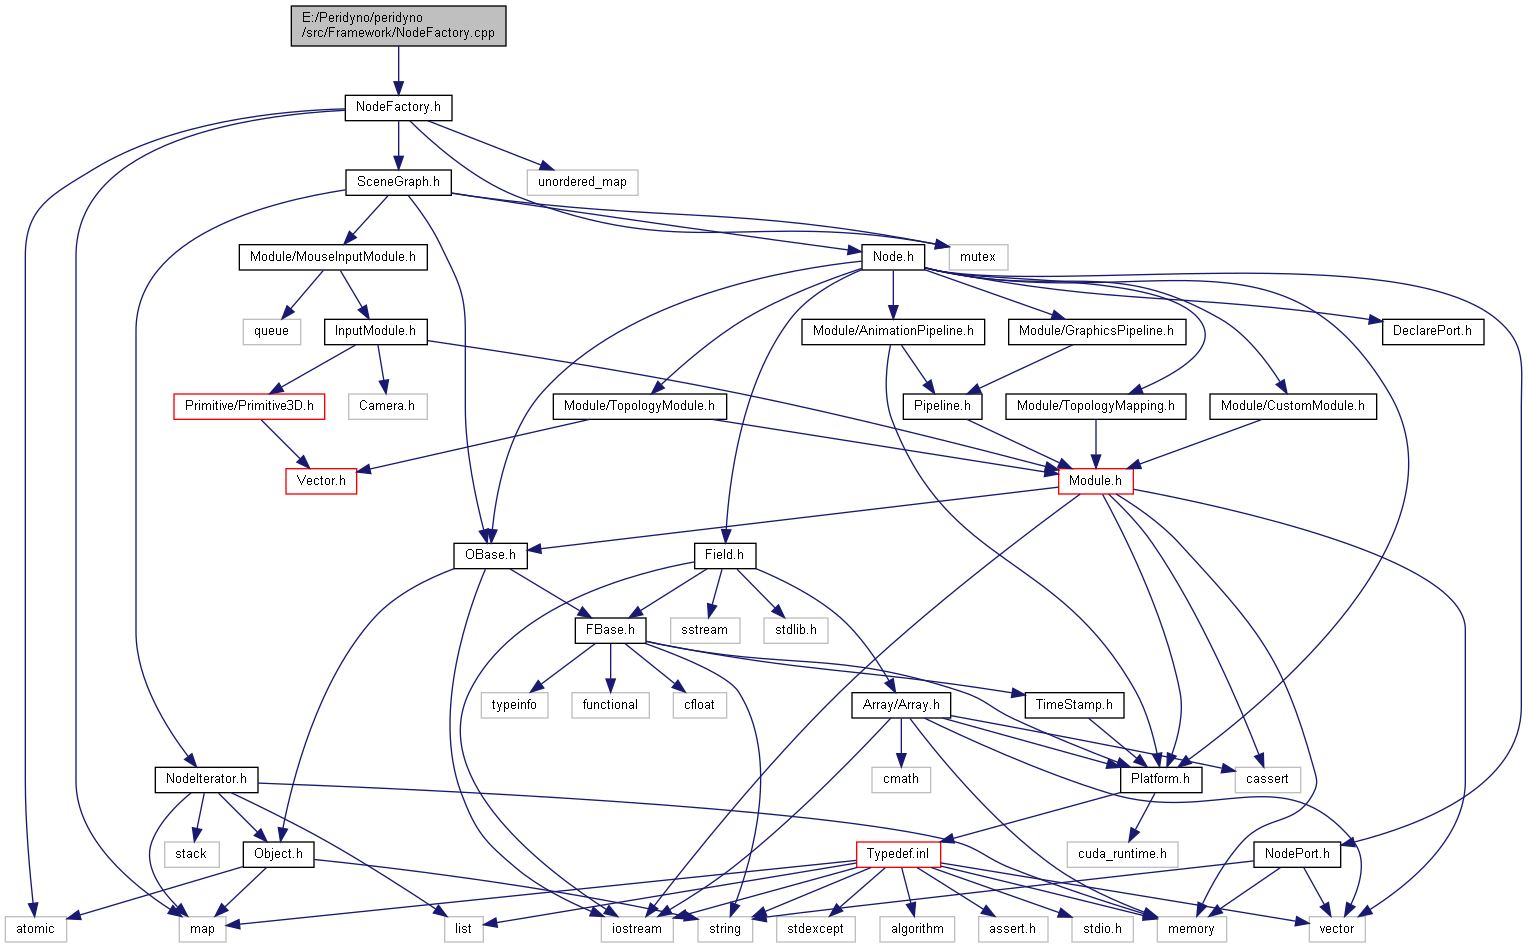 E:/Peridyno/peridyno
/src/Framework/NodeFactory.cpp
NodeFactory.h
SceneGraph.h
unordered_map
Module/MouseInputModule.h
Node.h
mutex
queue
InputModule.h
Module/AnimationPipeline.h
Module/GraphicsPipeline.h
DeclarePort.h
Primitive/Primitive3D.h
Camera.h
Module/TopologyModule.h
Pipeline.h
Module/TopologyMapping.h
Module/CustomModule.h
Vector.h
Module.h
OBase.h
Field.h
FBase.h
sstream
stdlib.h
typeinfo
functional
cfloat
Array/Array.h
TimeStamp.h
NodeIterator.h
cmath
Platform.h
cassert
stack
Object.h
Typedef.inl
cuda_runtime.h
NodePort.h
atomic
map
list
iostream
string
stdexcept
algorithm
assert.h
stdio.h
memory
vector